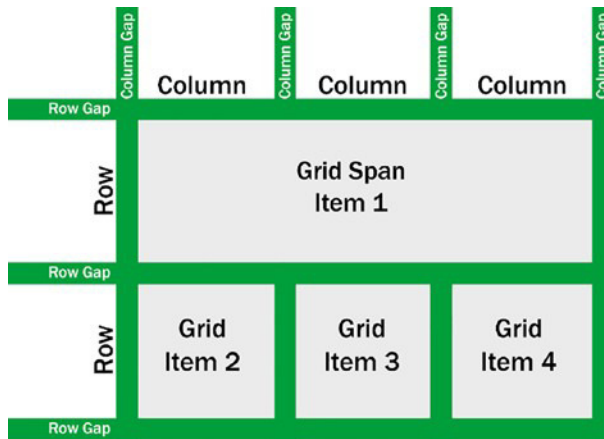 Column Gap
Column
Column Gap
Column
Column Gap
Column
Column Gap
Row Gap
Row
Grid Span
Item 1
Row Gap
Row
Grid
Item 2
Grid
Item 3
Grid
Item 4
Row Gap